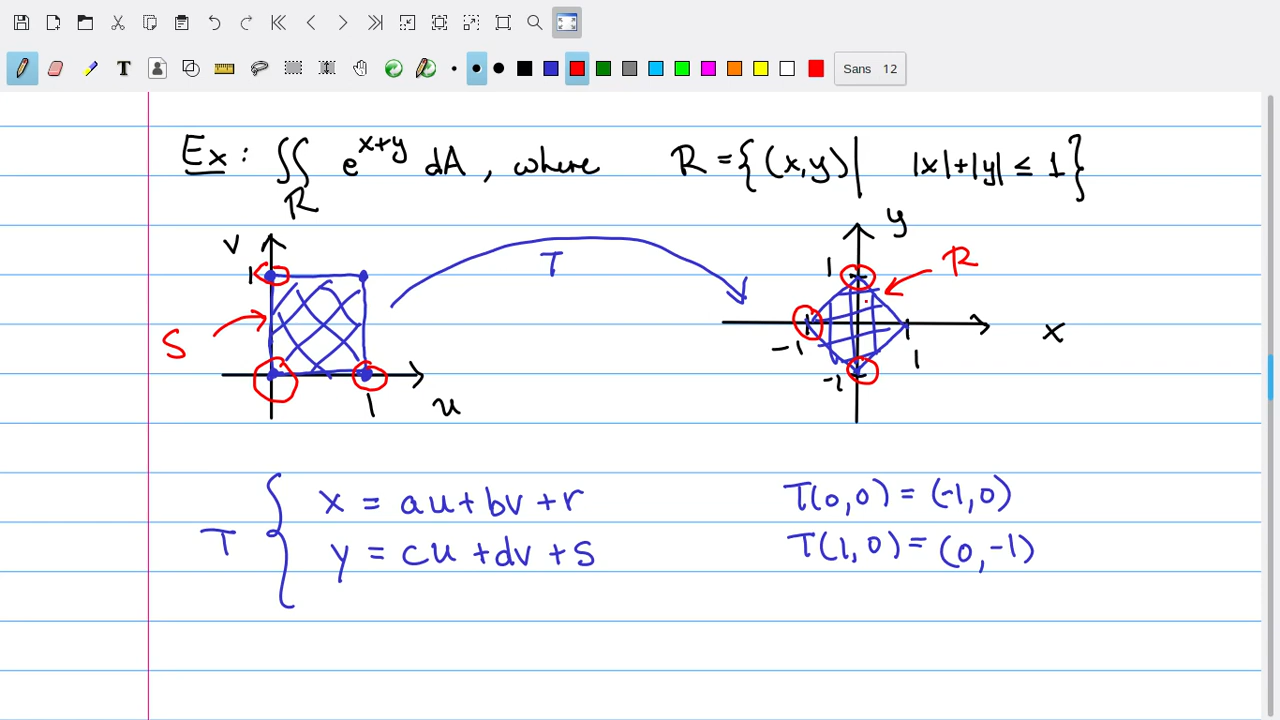 Sans 12
Ex: ∬_R e^{x+y} dA, where R = {(x,y) | |x|+|y| ≤ 1}
v
1
S
1
u
T
y
1
R
-1
1
x
-1
T { x = au+bv+r
y = cu+dv+s
T(0,0) = (-1,0)
T(1,0) = (0,-1)